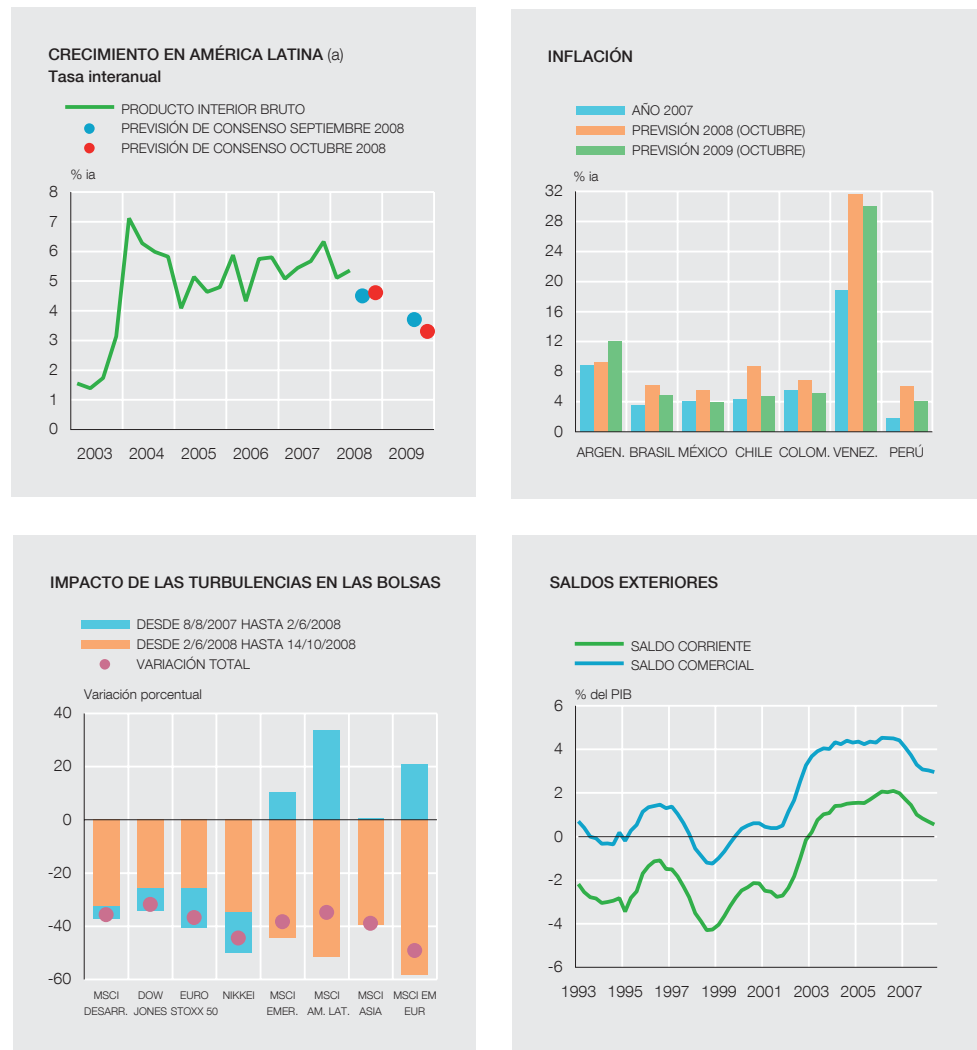 CRECIMIENTO EN AMÉRICA LATINA (a)
Tasa interanual
PRODUCTO INTERIOR BRUTO
PREVISIÓN DE CONSENSO SEPTIEMBRE 2008
PREVISIÓN DE CONSENSO OCTUBRE 2008
% ia
8
7
6
5
4
3
2
1
0
2003 2004 2005 2006 2007 2008 2009
INFLACIÓN
AÑO 2007
PREVISIÓN 2008 (OCTUBRE)
PREVISIÓN 2009 (OCTUBRE)
% ia
32
28
24
20
16
12
8
4
0
ARGEN. BRASIL MÉXICO CHILE COLOM. VENEZ. PERÚ
IMPACTO DE LAS TURBULENCIAS EN LAS BOLSAS
DESDE 8/8/2007 HASTA 2/6/2008
DESDE 2/6/2008 HASTA 14/10/2008
VARIACIÓN TOTAL
Variación porcentual
40
20
0
-20
-40
-60
MSCI DOW EURO NIKKEI MSCI MSCI MSCI MSCI EM
DESARR. JONES STOXX 50 EMER. AM. LAT. ASIA EUR
SALDOS EXTERIORES
SALDO CORRIENTE
SALDO COMERCIAL
% del PIB
6
4
2
0
-2
-4
-6
1993 1995 1997 1999 2001 2003 2005 2007